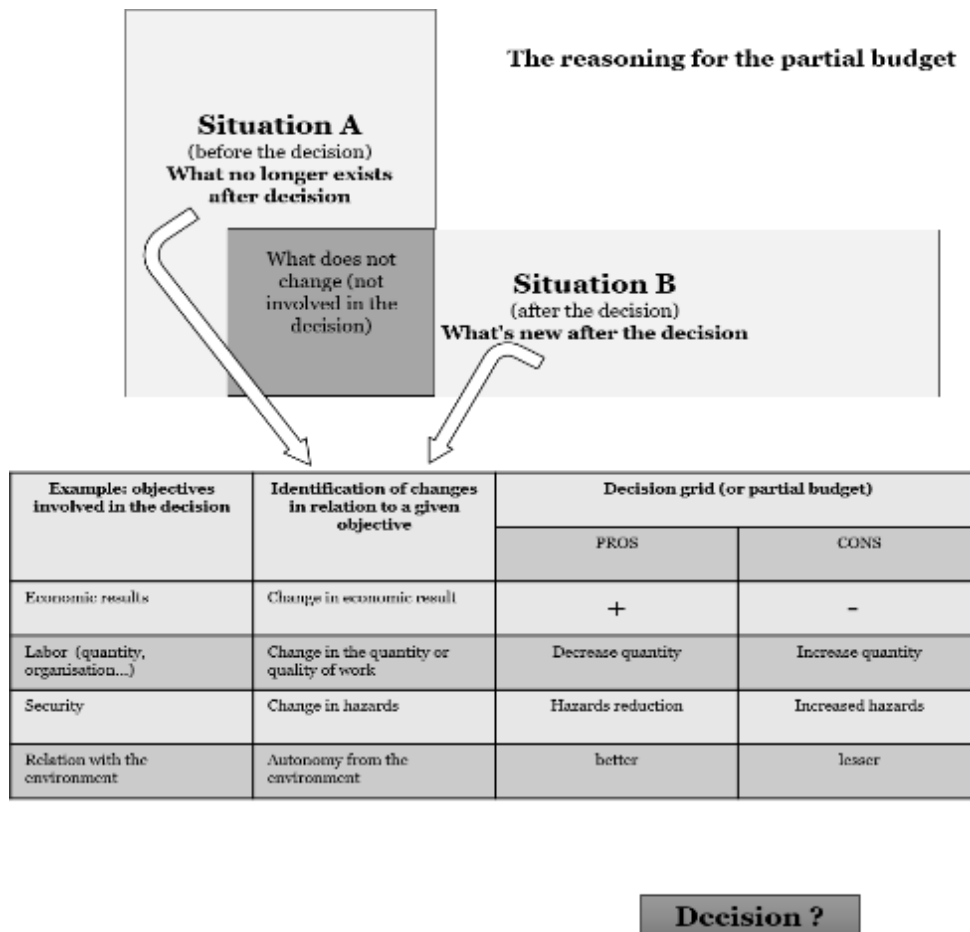 The reasoning for the partial budget
Situation A
(before the decision)
What no longer exists
after decision
What does not
change (not
involved in the
decision)
Situation B
(after the decision)
What's new after the decision
Example: objectives
involved in the decision
Identification of changes
in relation to a given
objective
Decision grid (or partial budget)
PROS
CONS
Economic results
Change in economic result
+
-
Labor (quantity,
organisation...)
Change in the quantity or
quality of work
Decrease quantity
Increase quantity
Security
Change in hazards
Hazards reduction
Increased hazards
Relation with the
environment
Autonomy from the
environment
better
lesser
Decision ?